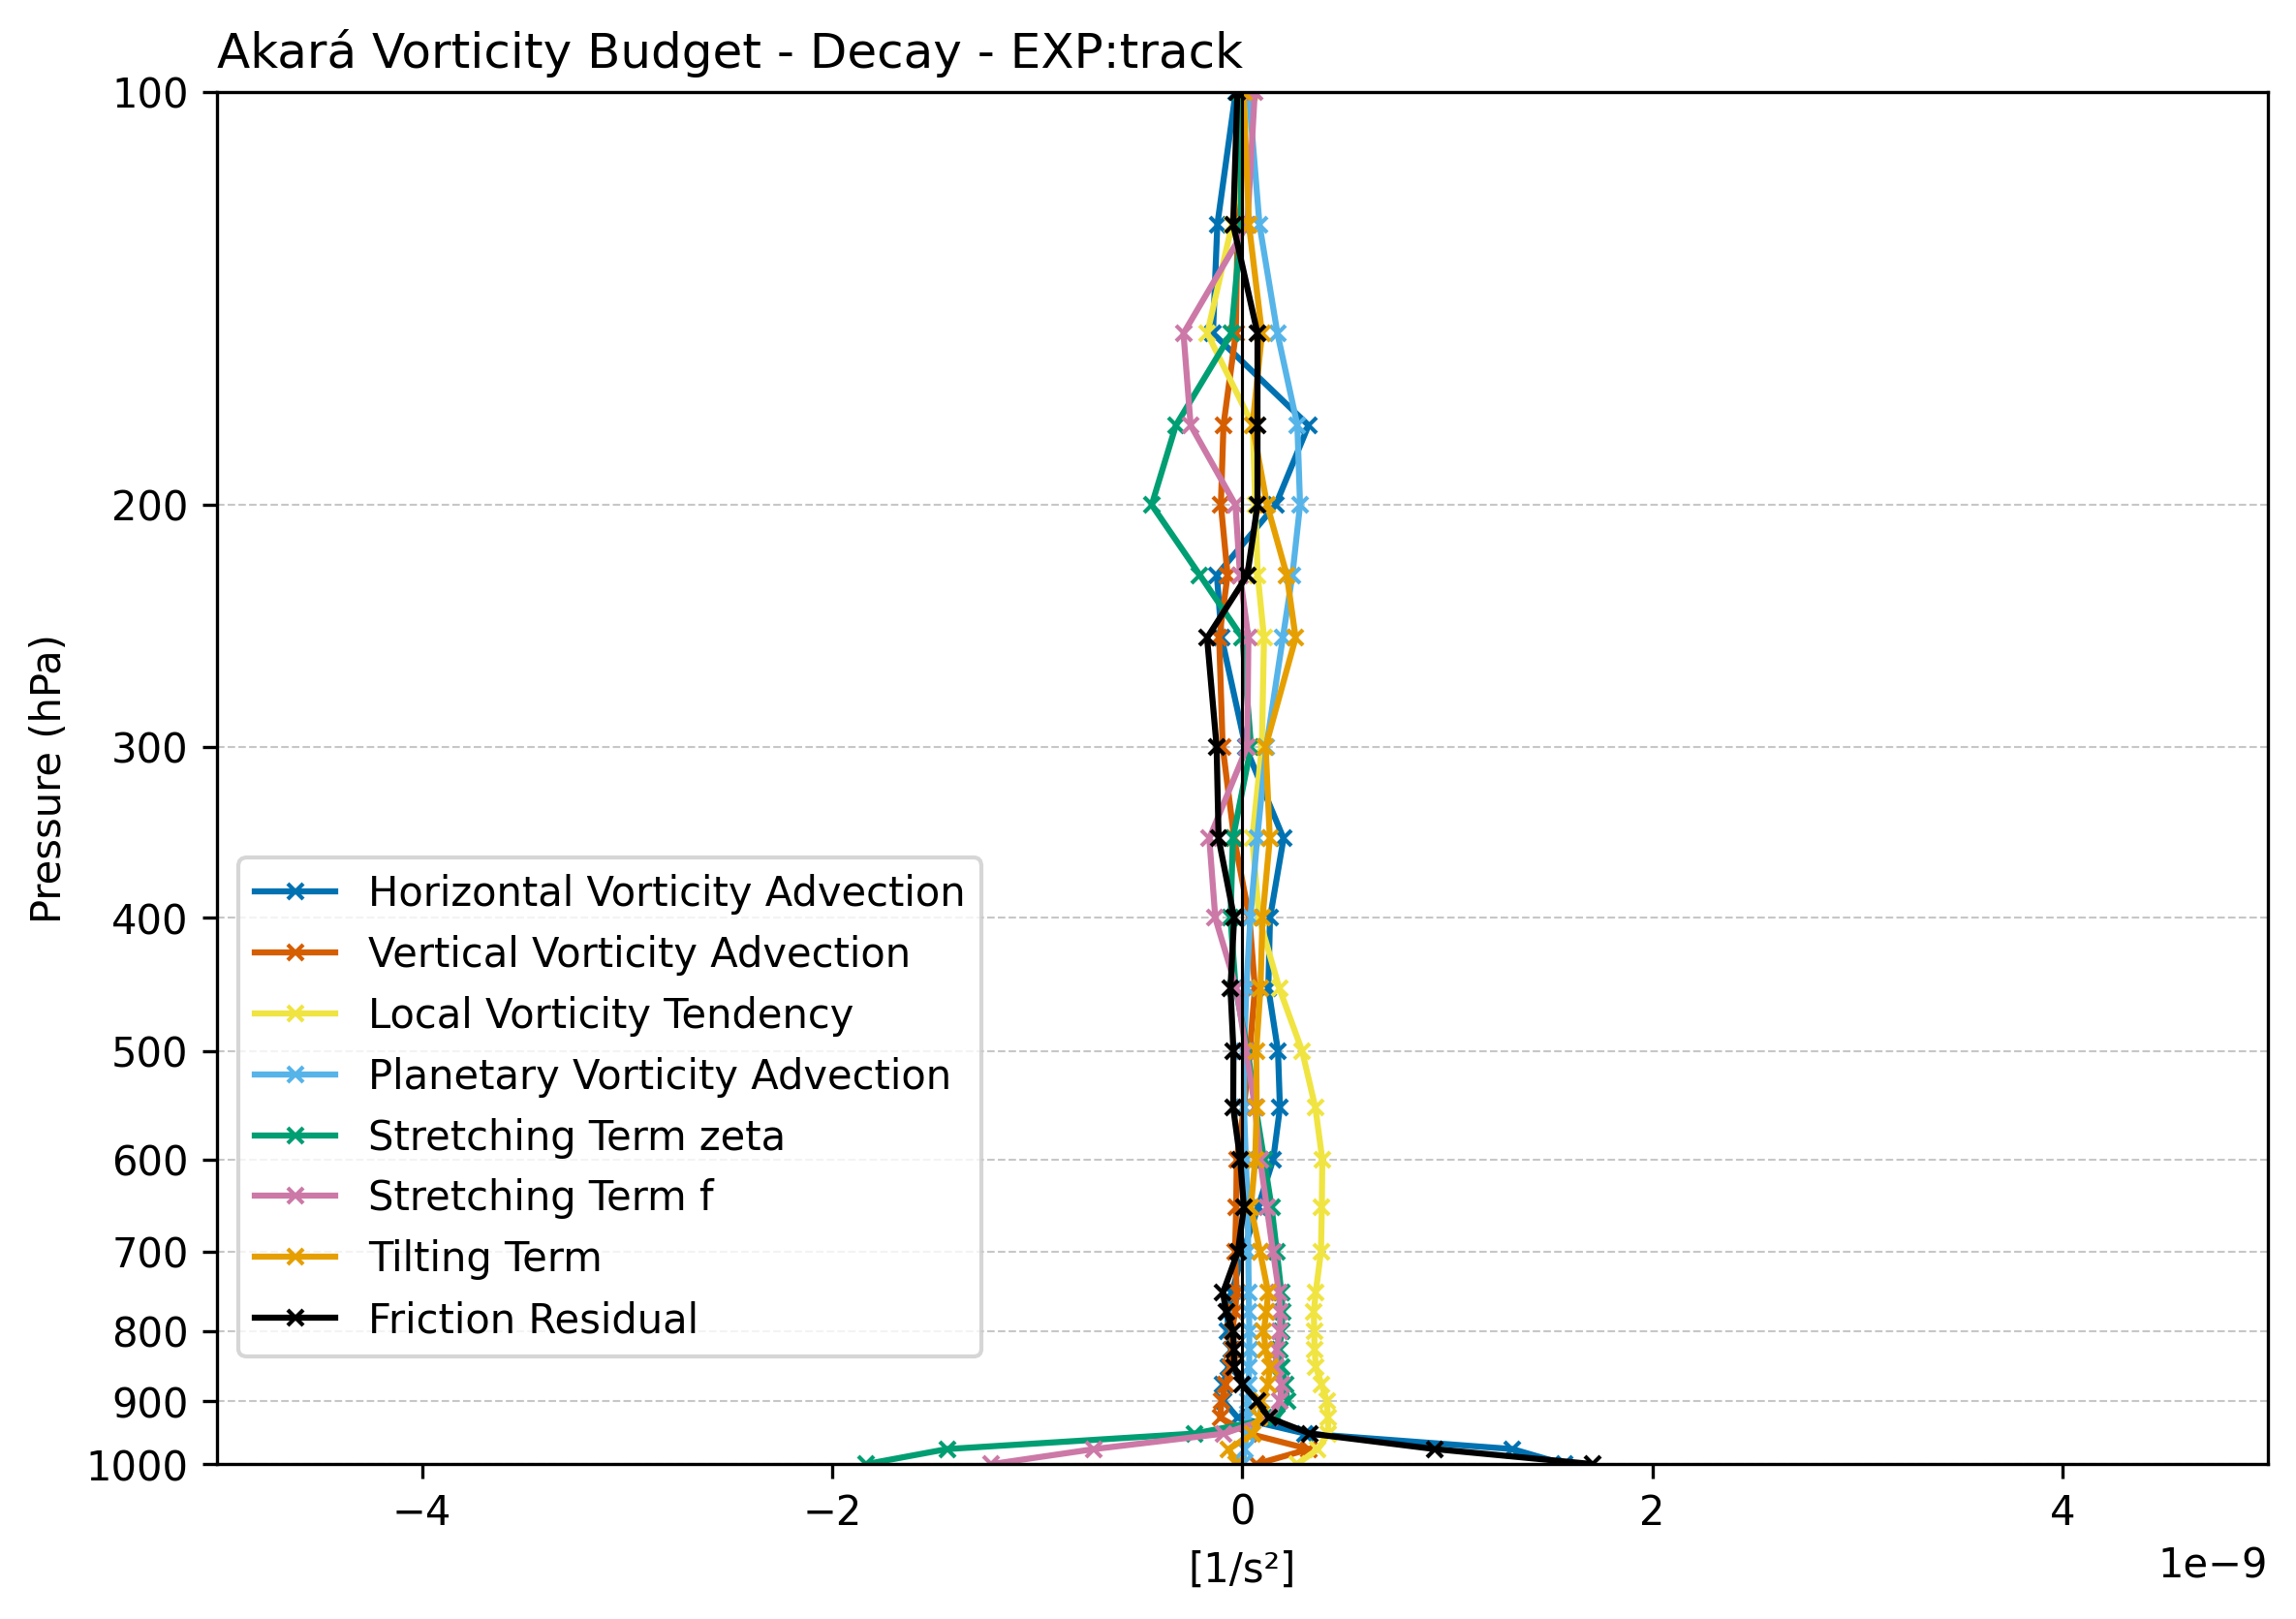 Akará Vorticity Budget - Decay - EXP:track
100
200
300
400
500
600
700
800
900
1000
Pressure (hPa)
Horizontal Vorticity Advection
Vertical Vorticity Advection
Local Vorticity Tendency
Planetary Vorticity Advection
Stretching Term zeta
Stretching Term f
Tilting Term
Friction Residual
−4
−2
0
2
4
[1/s²]
1e−9